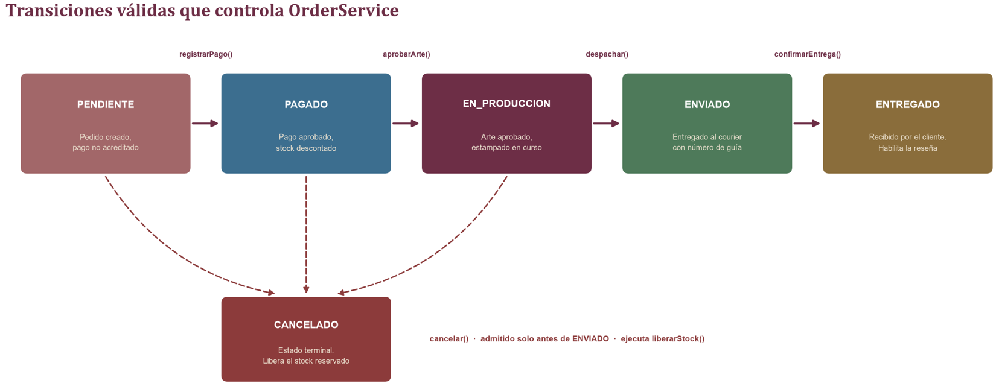 Transiciones válidas que controla OrderService
registrarPago()
aprobarArte()
despachar()
confirmarEntrega()
PENDIENTE
Pedido creado,
pago no acreditado
PAGADO
Pago aprobado,
stock descontado
EN_PRODUCCION
Arte aprobado,
estampado en curso
ENVIADO
Entregado al courier
con número de guía
ENTREGADO
Recibido por el cliente.
Habilita la reseña
CANCELADO
Estado terminal.
Libera el stock reservado
cancelar() · admitido solo antes de ENVIADO · ejecuta liberarStock()